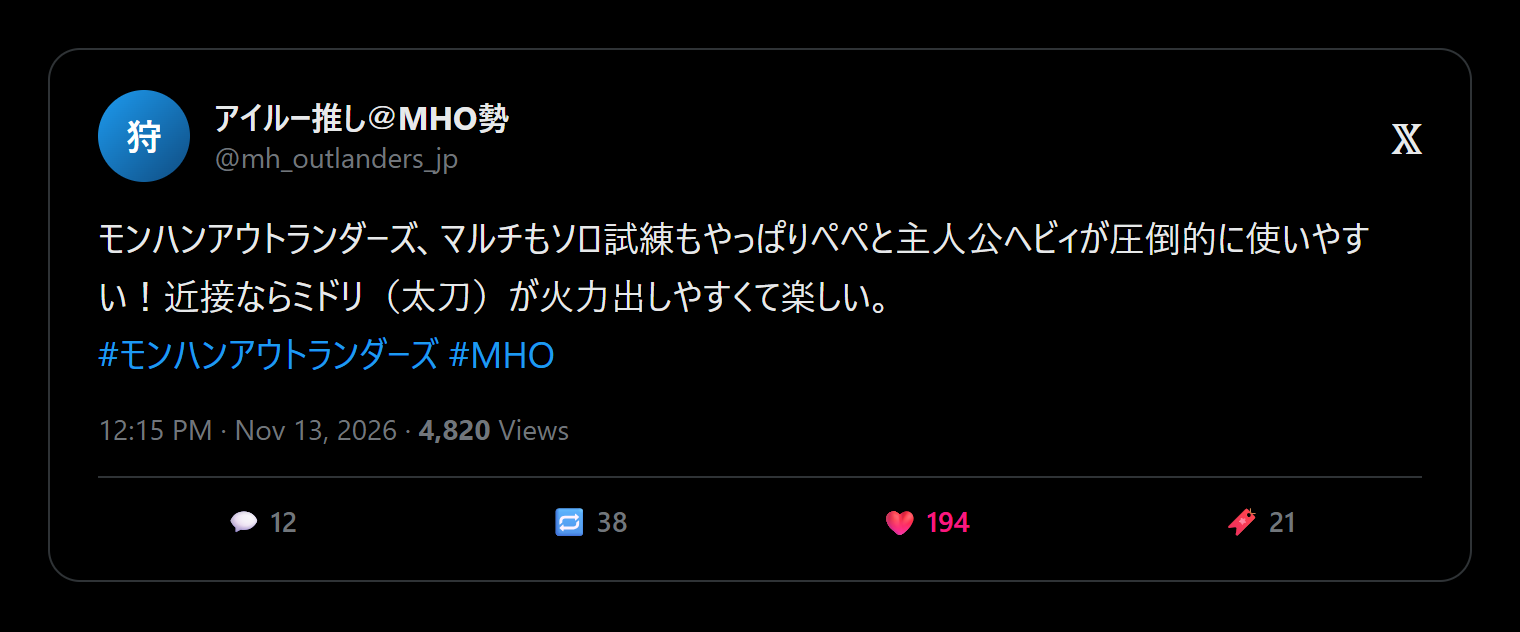 狩
アイルー推し@MHO勢
@mh_outlanders_jp
𝕏
モンハンアウトランダーズ、マルチもソロ試練もやっぱりペペと主人公ヘビィが圧倒的に使いやす
い！近接ならミドリ（太刀）が火力出しやすくて楽しい。
#モンハンアウトランダーズ #MHO
12:15 PM · Nov 13, 2026 · 4,820 Views
12 38 194 21